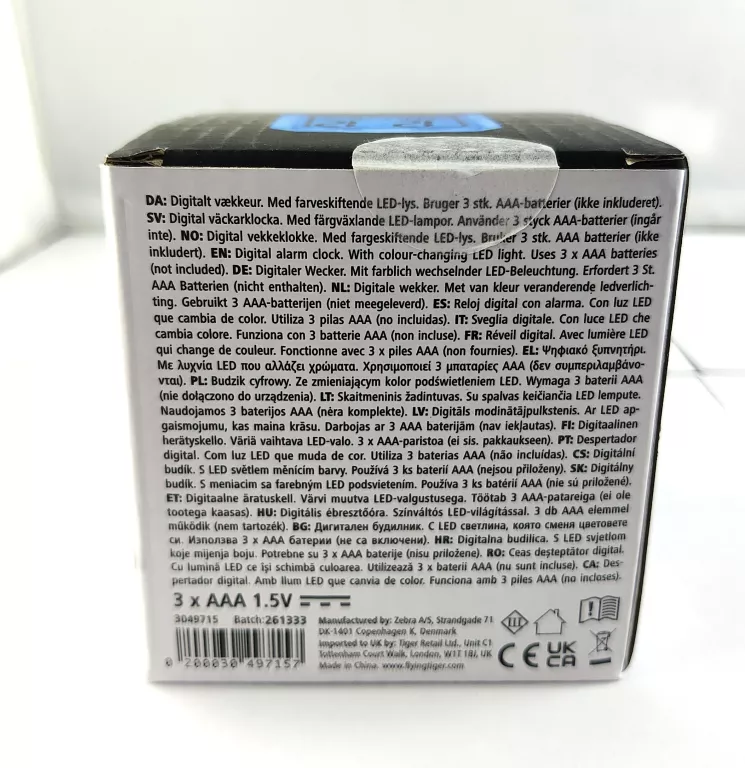 DA: Digitalt vækkeur. Med farveskiftende LED-lys. Bruger 3 stk. AAA-batterier (ikke inkluderet).
SV: Digital väckarklocka. Med färgväxlande LED-lampor. Använder 3 styck AAA-batterier (ingår
inte). NO: Digital vekkeklokke. Med fargeskiftende LED-lys. Bruker 3 stk. AAA batterier (ikke
inkludert). EN: Digital alarm clock. With colour-changing LED light. Uses 3 x AAA batteries
(not included). DE: Digitaler Wecker. Mit farblich wechselnder LED-Beleuchtung. Erfordert 3 St.
AAA Batterien (nicht enthalten). NL: Digitale wekker. Met van kleur veranderende ledverlich-
ting. Gebruikt 3 AAA-batterijen (niet meegeleverd). ES: Reloj digital con alarma. Con luz LED
que cambia de color. Utiliza 3 pilas AAA (no incluidas). IT: Sveglia digitale. Con luce LED che
cambia colore. Funziona con 3 batterie AAA (non incluse). FR: Réveil digital. Avec lumière LED
qui change de couleur. Fonctionne avec 3 x piles AAA (non fournies). EL: Ψηφιακό ξυπνητήρι.
Με λυχνία LED που αλλάζει χρώματα. Χρησιμοποιεί 3 μπαταρίες AAA (δεν συμπεριλαμβάνο-
νται). PL: Budzik cyfrowy. Ze zmieniającym kolor podświetleniem LED. Wymaga 3 baterii AAA
(nie dołączono do urządzenia). LT: Skaitmeninis žadintuvas. Su spalvas keičiančia LED lempute.
Naudojamos 3 baterijos AAA (nėra komplekte). LV: Digitāls modinātājpulkstenis. Ar LED ap-
gaismojumu, kas maina krāsu. Darbojas ar 3 AAA baterijām (nav iekļautas). FI: Digitaalinen
herätyskello. Väriä vaihtava LED-valo. 3 x AAA-paristoa (ei sis. pakkaukseen). PT: Despertador
digital. Com luz LED que muda de cor. Utiliza 3 baterias AAA (não incluídas). CS: Digitální
budík. S LED světlem měnícím barvy. Používá 3 ks baterií AAA (nejsou přiloženy). SK: Digitálny
budík. S meniacim sa farebným LED podsvietením. Používa 3 ks batérií AAA (nie sú priložené).
ET: Digitaalne äratuskell. Värvi muutva LED-valgustusega. Töötab 3 AAA-patareiga (ei ole
tootega kaasas). HU: Digitális ébresztőóra. Színváltós LED-világítással. 3 db AAA elemmel
működik (nem tartozék). BG: Дигитален будилник. С LED светлина, която сменя цветовете
си. Използва 3 x AAA батерии (не са включени). HR: Digitalna budilica. S LED svjetlom
koje mijenja boju. Potrebne su 3 x AAA baterije (nisu priložene). RO: Ceas deșteptător digital.
Cu lumină LED ce își schimbă culoarea. Utilizează 3 x baterii AAA (nu sunt incluse). CA: Des-
pertador digital. Amb llum LED que canvia de color. Funciona amb 3 piles AAA (no incloses).
3 x AAA 1.5V
3049715 Batch:261333
0 200030 497157
Manufactured by: Zebra A/S, Strandgade 71
DK-1401 Copenhagen K, Denmark
Imported to UK by: Tiger Retail Ltd., Unit C1
Tottenham Court Walk, London, W1T 1BJ, UK
Made in China. www.flyingtiger.com
CE UK
CA